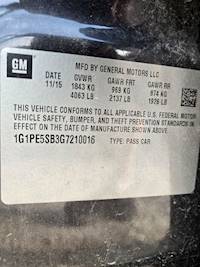 GM
MFD BY GENERAL MOTORS LLC
DATE GVWR GAWR FRT GAWR RR
11/15 1843 KG 969 KG 874 KG
4063 LB 2137 LB 1926 LB
THIS VEHICLE CONFORMS TO ALL APPLICABLE U.S. FEDERAL MOTOR
VEHICLE SAFETY, BUMPER, AND THEFT PREVENTION STANDARDS IN
EFFECT ON THE DATE OF MANUFACTURE SHOWN ABOVE.
1G1PE5SB3G7210016 TYPE: PASS CAR